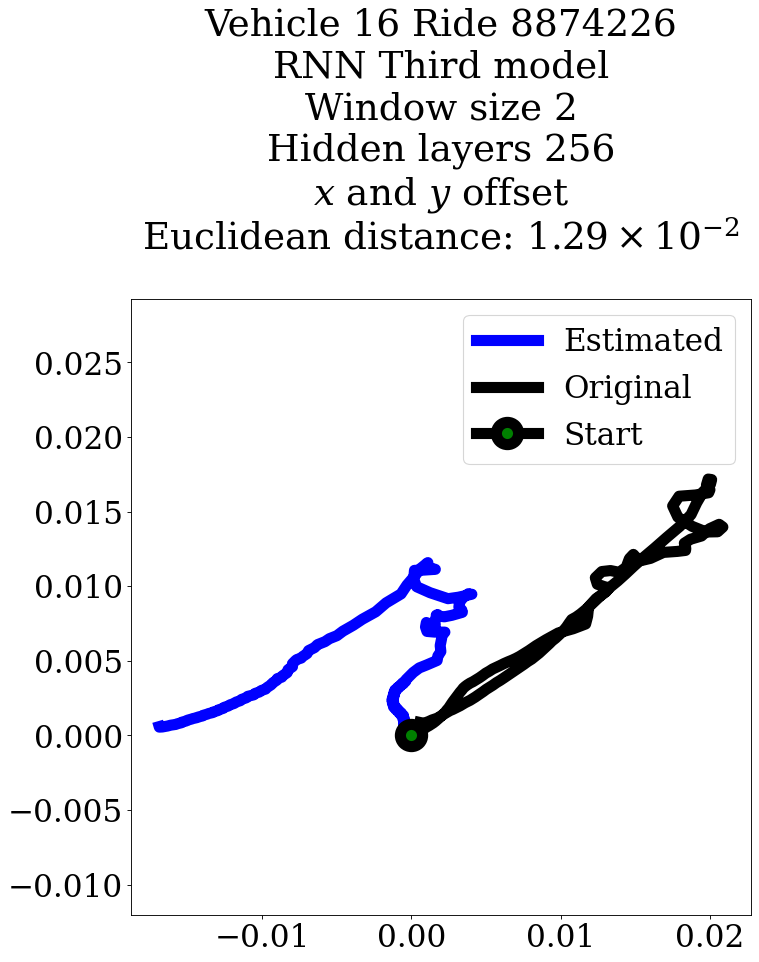 Vehicle 16 Ride 8874226
RNN Third model
Window size 2
Hidden layers 256
x and y offset
Euclidean distance: 1.29 × 10⁻²
Estimated
Original
Start
0.025
0.020
0.015
0.010
0.005
0.000
−0.005
−0.010
−0.01 0.00 0.01 0.02